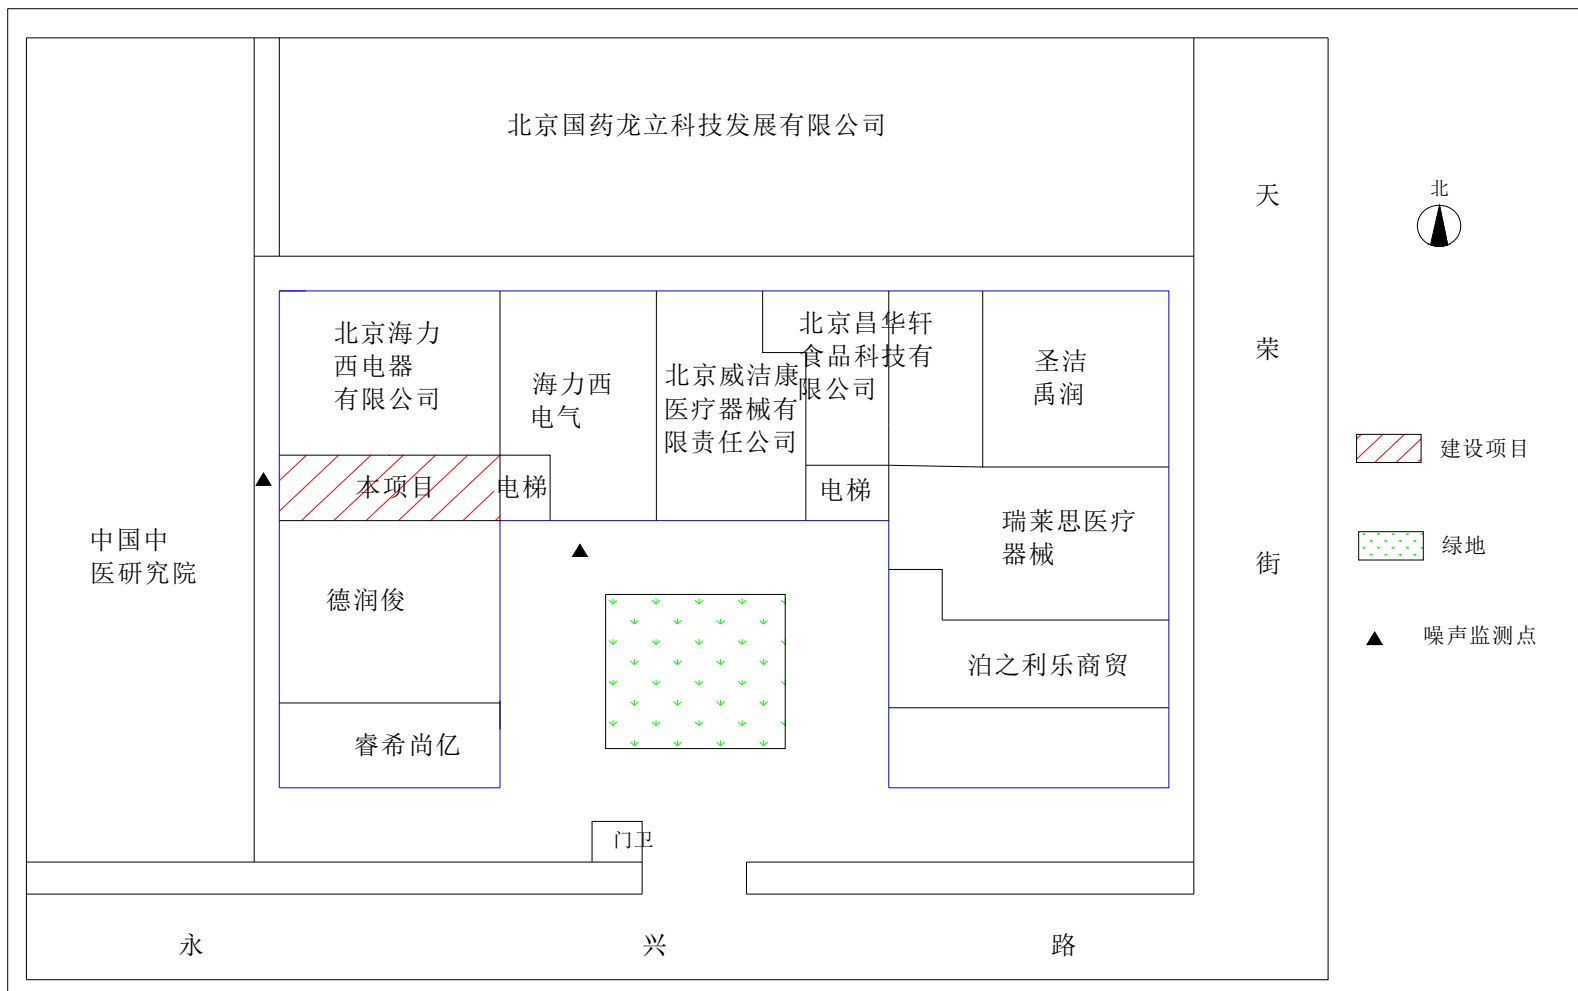 北京国药龙立科技发展有限公司
天
荣
街
北
北京海力
西电器
有限公司
海力西
电气
北京威洁康
医疗器械有
限责任公司
北京昌华轩
食品科技有
限公司
圣洁
禹润
建设项目
本项目
电梯
电梯
瑞莱思医疗
器械
绿地
中国中
医研究院
德润俊
噪声监测点
泊之利乐商贸
睿希尚亿
门卫
永
兴
路